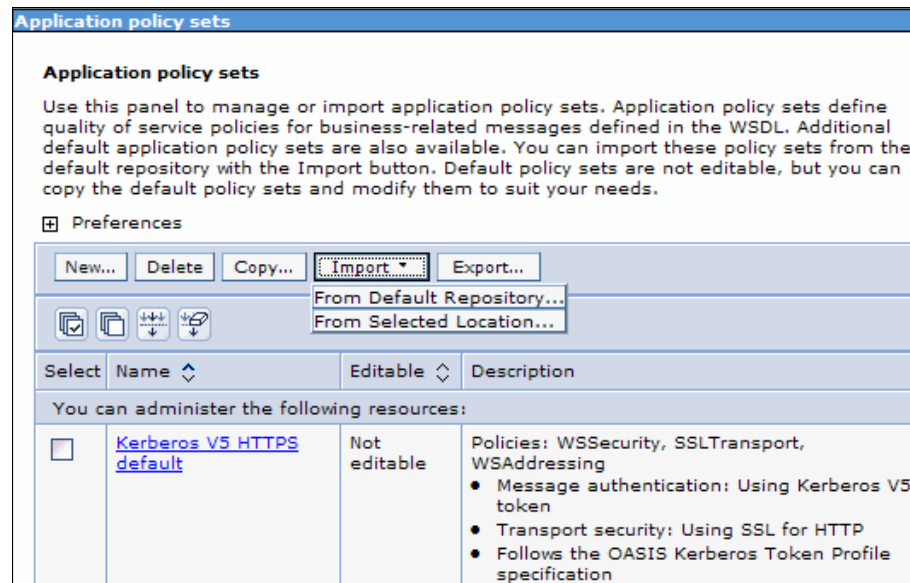 Application policy sets
Application policy sets
Use this panel to manage or import application policy sets. Application policy sets define
quality of service policies for business-related messages defined in the WSDL. Additional
default application policy sets are also available. You can import these policy sets from the
default repository with the Import button. Default policy sets are not editable, but you can
copy the default policy sets and modify them to suit your needs.
Preferences
New... Delete Copy... Import Export...
From Default Repository...
From Selected Location...
Select Name Editable Description
You can administer the following resources:
Kerberos V5 HTTPS Not Policies: WSSecurity, SSLTransport,
default editable WSAddressing
• Message authentication: Using Kerberos V5
token
• Transport security: Using SSL for HTTP
• Follows the OASIS Kerberos Token Profile
specification